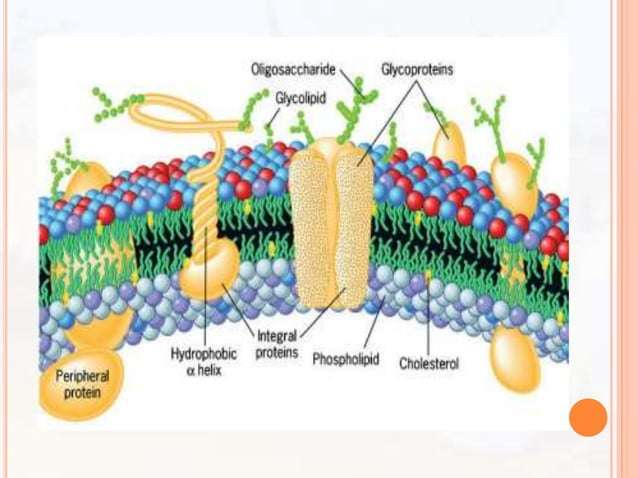 Oligosaccharide
Glycoproteins
Glycolipid
Hydrophobic
α helix
Integral
proteins
Phospholipid
Cholesterol
Peripheral
protein